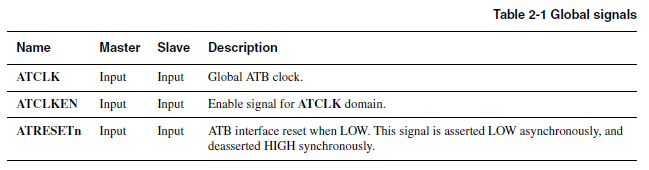 Table 2-1 Global signals
Name Master Slave Description
ATCLK Input Input Global ATB clock.
ATCLKEN Input Input Enable signal for ATCLK domain.
ATRESETn Input Input ATB interface reset when LOW. This signal is asserted LOW asynchronously, and
deasserted HIGH synchronously.